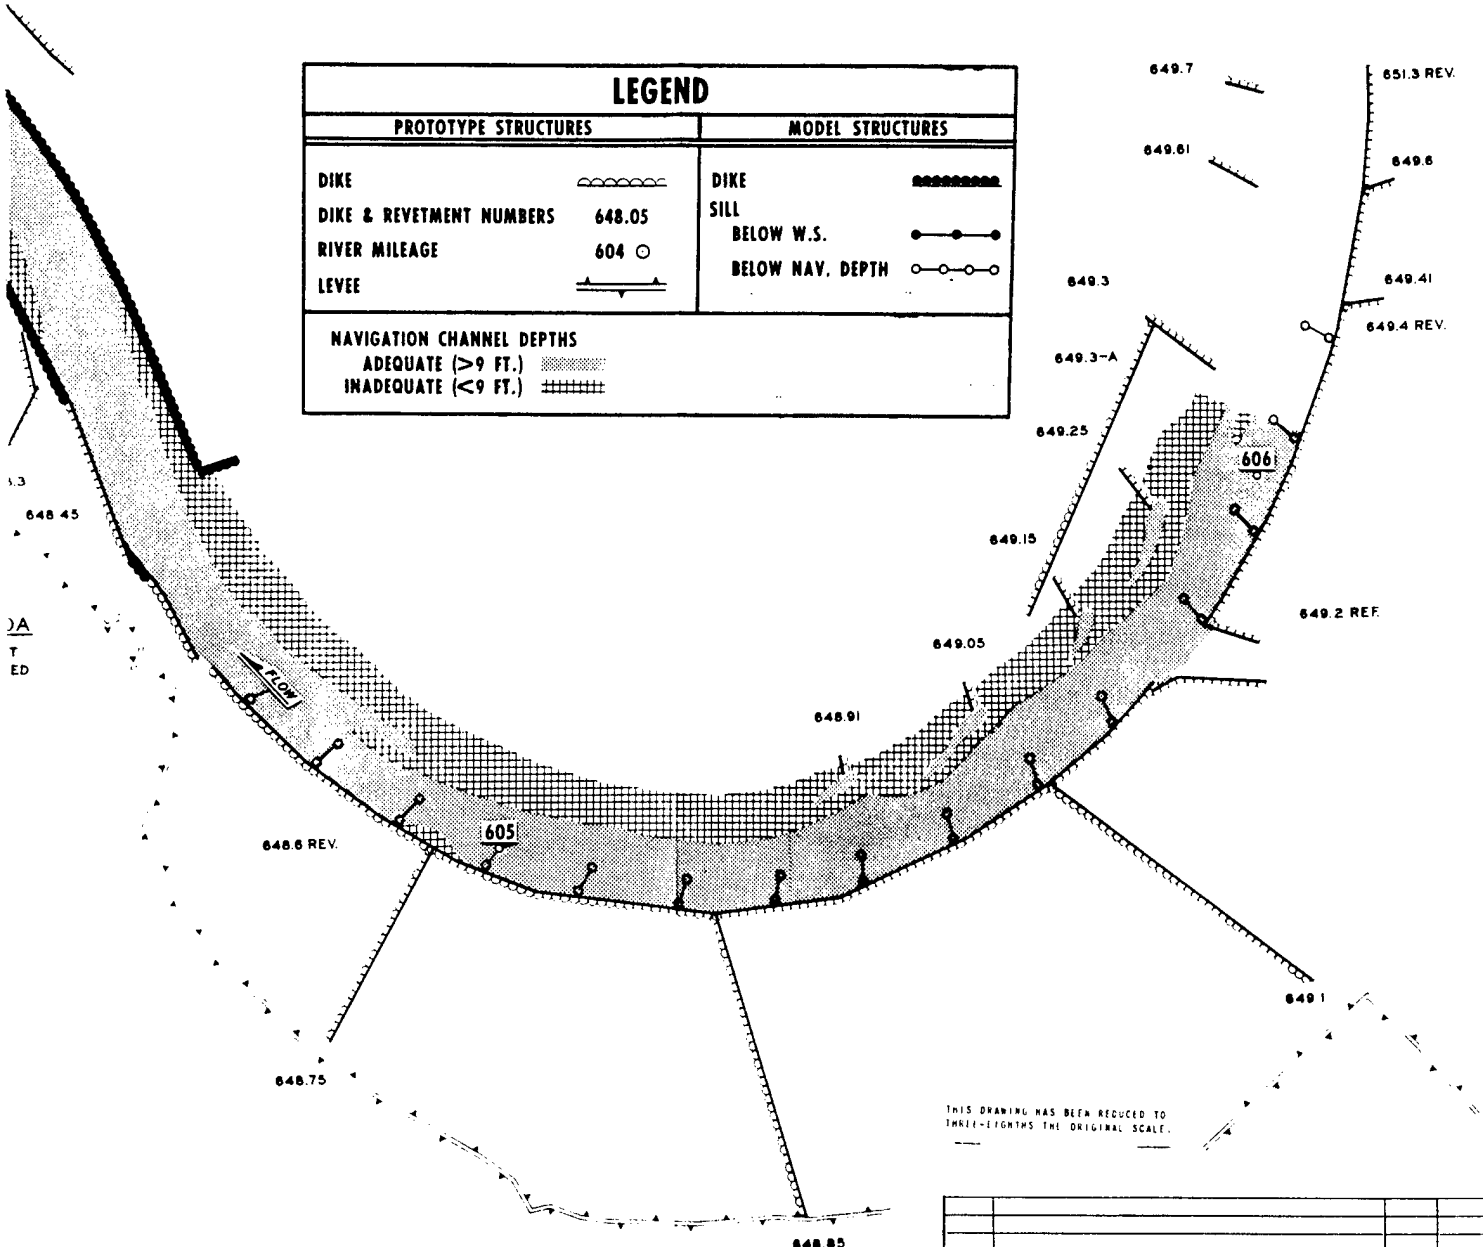 LEGEND
PROTOTYPE STRUCTURES
MODEL STRUCTURES
DIKE
DIKE & REVETMENT NUMBERS 648.05
RIVER MILEAGE 604
LEVEE
DIKE
SILL
BELOW W.S.
BELOW NAV. DEPTH
NAVIGATION CHANNEL DEPTHS
ADEQUATE (>9 FT.)
INADEQUATE (<9 FT.)
649.7
651.3 REV.
649.61
649.6
649.3
649.41
649.4 REV.
649.3-A
649.25
606
.3
648.45
649.15
649.2 REF.
T
ED
649.05
FLOW
648.91
605
648.6 REV.
649.1
648.75
THIS DRAWING HAS BEEN REDUCED TO
THREE-EIGHTHS THE ORIGINAL SCALE.
648.85